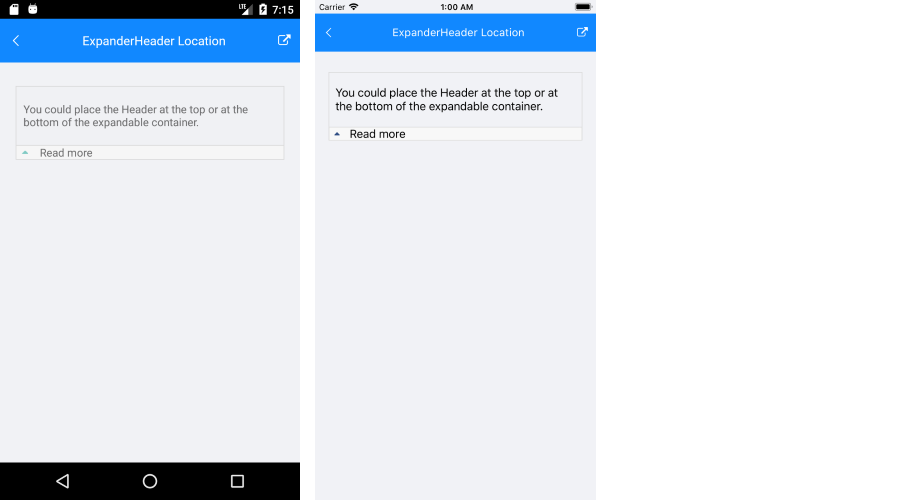 LTE 7:15
ExpanderHeader Location
You could place the Header at the top or at the
bottom of the expandable container.
Read more
Carrier 1:00 AM
ExpanderHeader Location
You could place the Header at the top or at
the bottom of the expandable container.
Read more